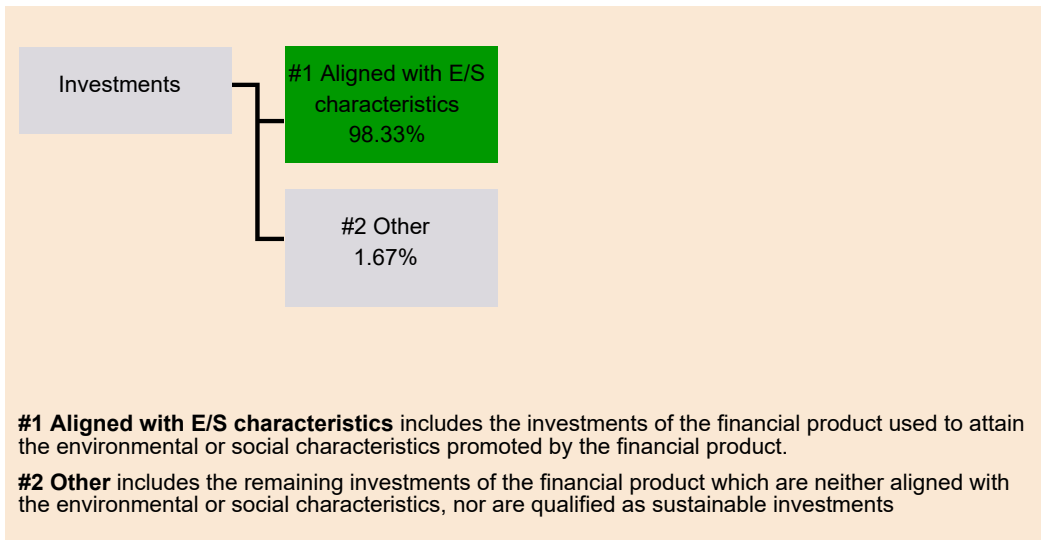 Investments
#1 Aligned with E/S
characteristics
98.33%
#2 Other
1.67%
#1 Aligned with E/S characteristics includes the investments of the financial product used to attain
the environmental or social characteristics promoted by the financial product.
#2 Other includes the remaining investments of the financial product which are neither aligned with
the environmental or social characteristics, nor are qualified as sustainable investments